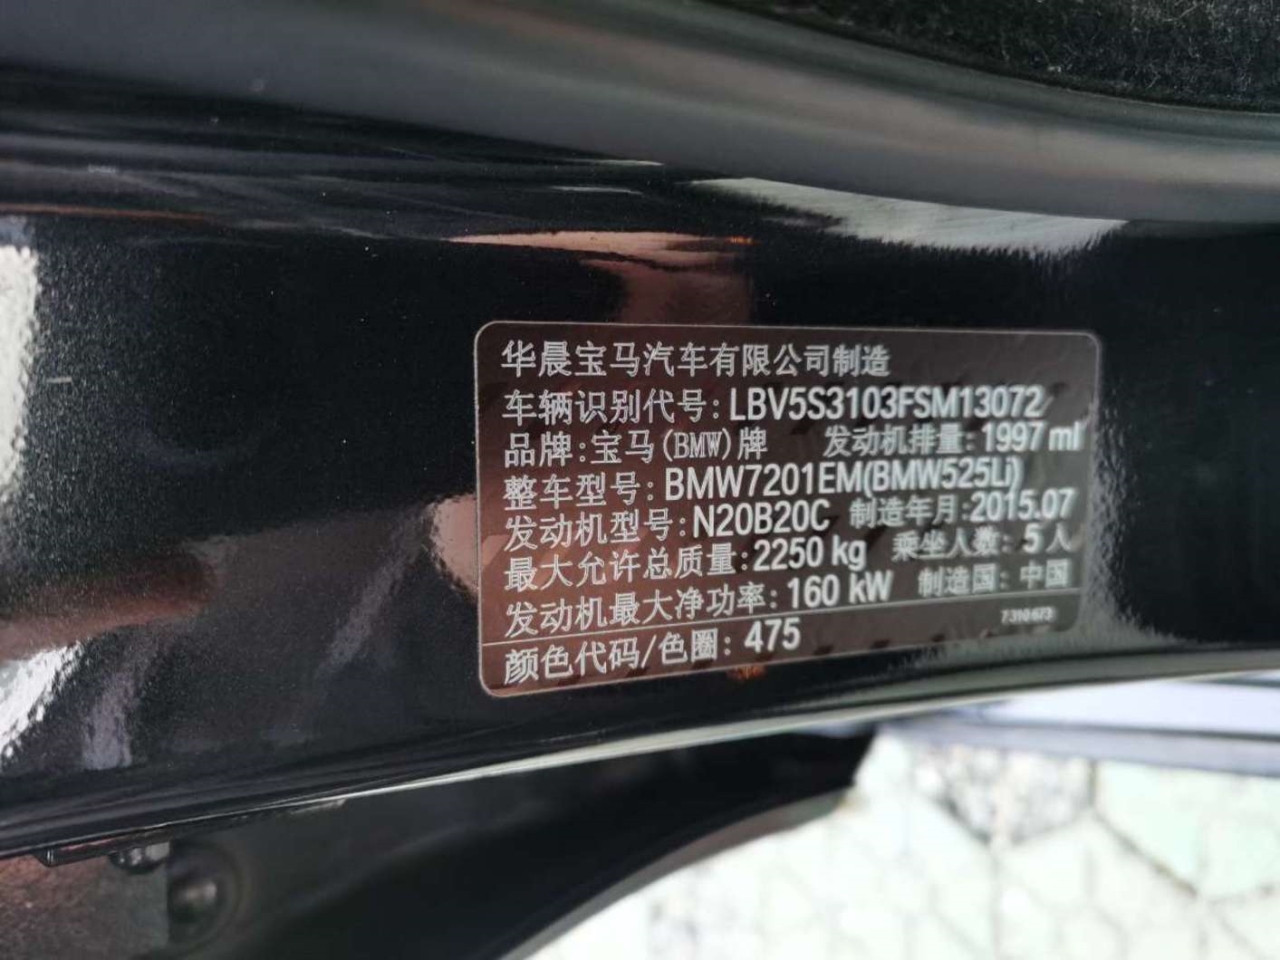 华晨宝马汽车有限公司制造
车辆识别代号:LBV5S3103FSM13072
品牌:宝马(BMW)牌 发动机排量:1997 ml
整车型号:BMW7201EM(BMW525Li)
发动机型号:N20B20C 制造年月:2015.07
最大允许总质量:2250 kg 乘坐人数:5人
发动机最大净功率:160 kW 制造国:中国
7310673
颜色代码/色圈:475